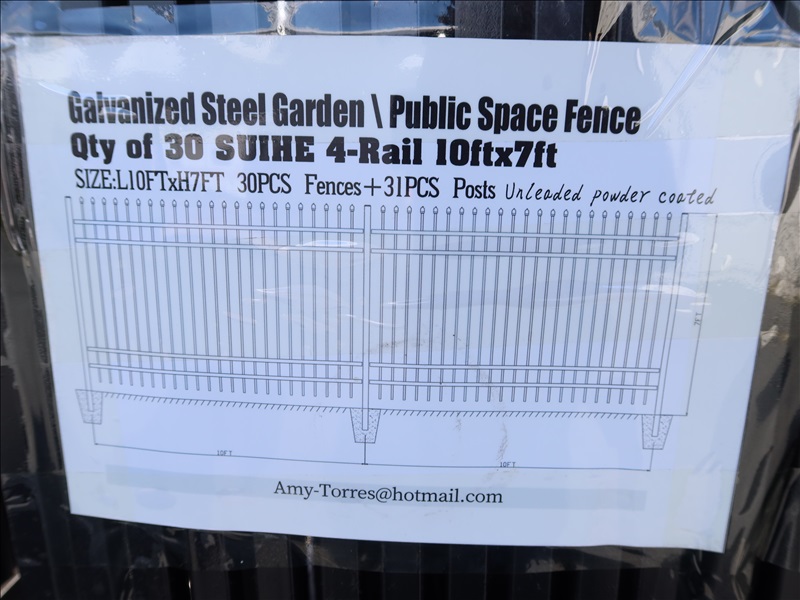 Galvanized Steel Garden \ Public Space Fence
Qty of 30 SUIHE 4-Rail 10ftx7ft
SIZE:L10FTxH7FT 30PCS Fences+31PCS Posts Unleaded powder coated
10FT
10FT
Amy-Torres@hotmail.com